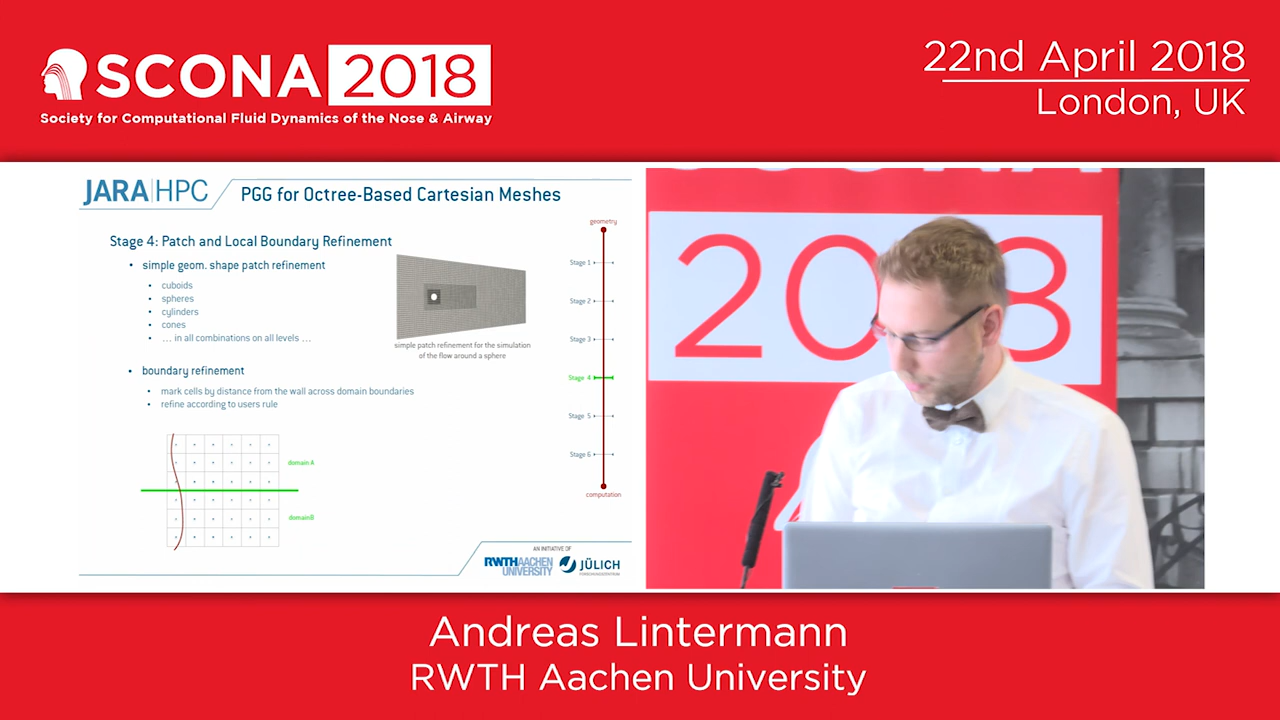 SCONA 2018
Society for Computational Fluid Dynamics of the Nose & Airway
22nd April 2018
London, UK
JARA|HPC
PGG for Octree-Based Cartesian Meshes
Stage 4: Patch and Local Boundary Refinement
• simple geom. shape patch refinement
• cuboids
• spheres
• cylinders
• cones
• ... in all combinations on all levels ...
simple patch refinement for the simulation
of the flow around a sphere
• boundary refinement
• mark cells by distance from the wall across domain boundaries
• refine according to users rule
domain A
domain B
geometry
Stage 1
Stage 2
Stage 3
Stage 4
Stage 5
Stage 6
computation
AN INITIATIVE OF
RWTH AACHEN
UNIVERSITY
JÜLICH
FORSCHUNGSZENTRUM
SCONA
2018
Andreas Lintermann
RWTH Aachen University